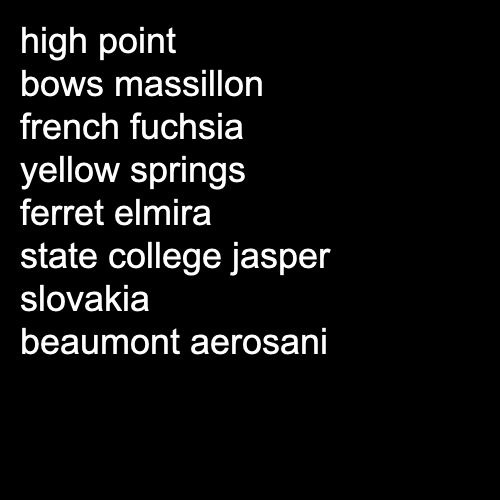 high point
bows massillon
french fuchsia
yellow springs
ferret elmira
state college jasper
slovakia
beaumont aerosani